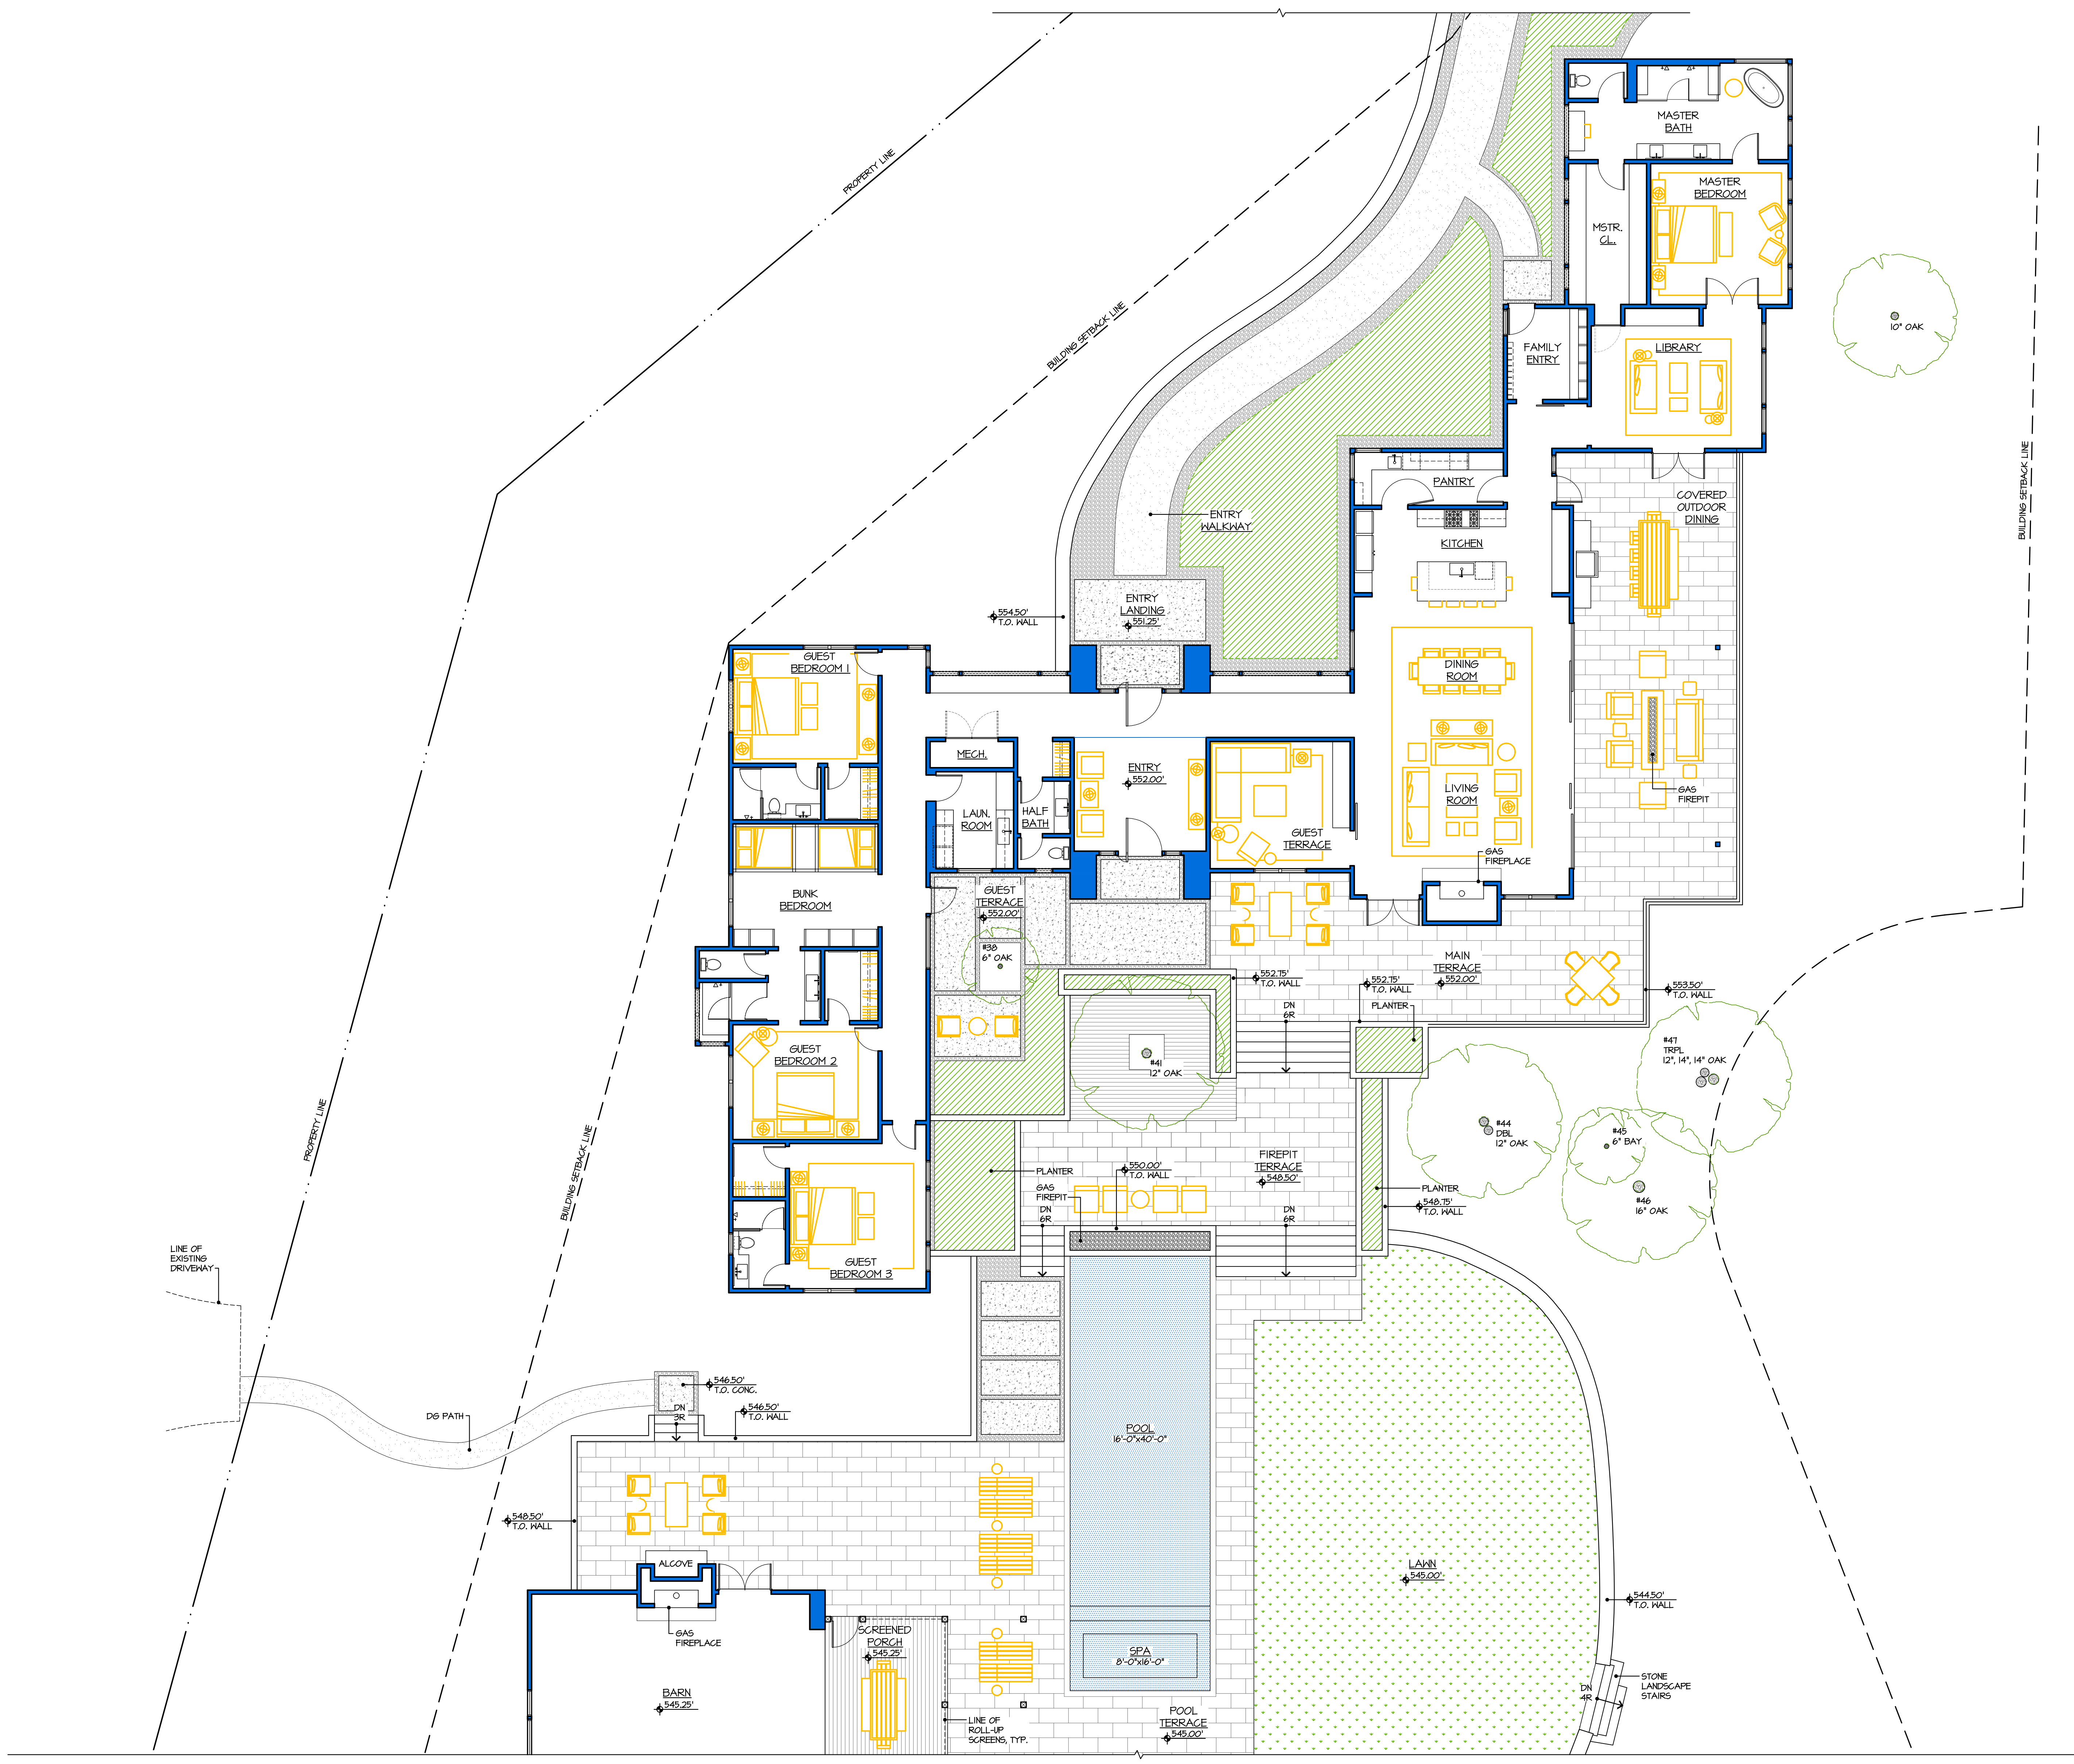 PROPERTY LINE
BUILDING SETBACK LINE
MASTER
BATH
MASTER
BEDROOM
MSTR.
CL.
10" OAK
FAMILY
ENTRY
LIBRARY
BUILDING SETBACK LINE
PANTRY
COVERED
OUTDOOR
DINING
ENTRY
WALKWAY
KITCHEN
ENTRY
LANDING
551.25'
554.50'
T.O. WALL
GUEST
BEDROOM 1
DINING
ROOM
MECH.
ENTRY
552.00'
LIVING
ROOM
GAS
FIREPIT
LAUN.
ROOM
HALF
BATH
GUEST
TERRACE
GAS
FIREPLACE
BUNK
BEDROOM
GUEST
TERRACE
552.00'
#38
6" OAK
MAIN
TERRACE
552.00'
552.75'
T.O. WALL
552.75'
T.O. WALL
553.50'
T.O. WALL
DN
6R
PLANTER
GUEST
BEDROOM 2
#41
12" OAK
#47
TRPL
12", 14", 14" OAK
#44
DBL
12" OAK
#45
6" BAY
#46
16" OAK
PROPERTY LINE
BUILDING SETBACK LINE
PLANTER
550.00'
T.O. WALL
FIREPIT
TERRACE
548.50'
GAS
FIREPIT
PLANTER
548.75'
T.O. WALL
DN
6R
DN
6R
GUEST
BEDROOM 3
LINE OF
EXISTING
DRIVEWAY
546.50'
T.O. CONC.
DG PATH
DN
3R
546.50'
T.O. WALL
POOL
16'-0"x40'-0"
548.50'
T.O. WALL
ALCOVE
LAWN
545.00'
544.50'
T.O. WALL
GAS
FIREPLACE
SCREENED
PORCH
545.25'
SPA
8'-0"x16'-0"
BARN
545.25'
STONE
LANDSCAPE
STAIRS
DN
4R
LINE OF
ROLL-UP
SCREENS, TYP.
POOL
TERRACE
545.00'